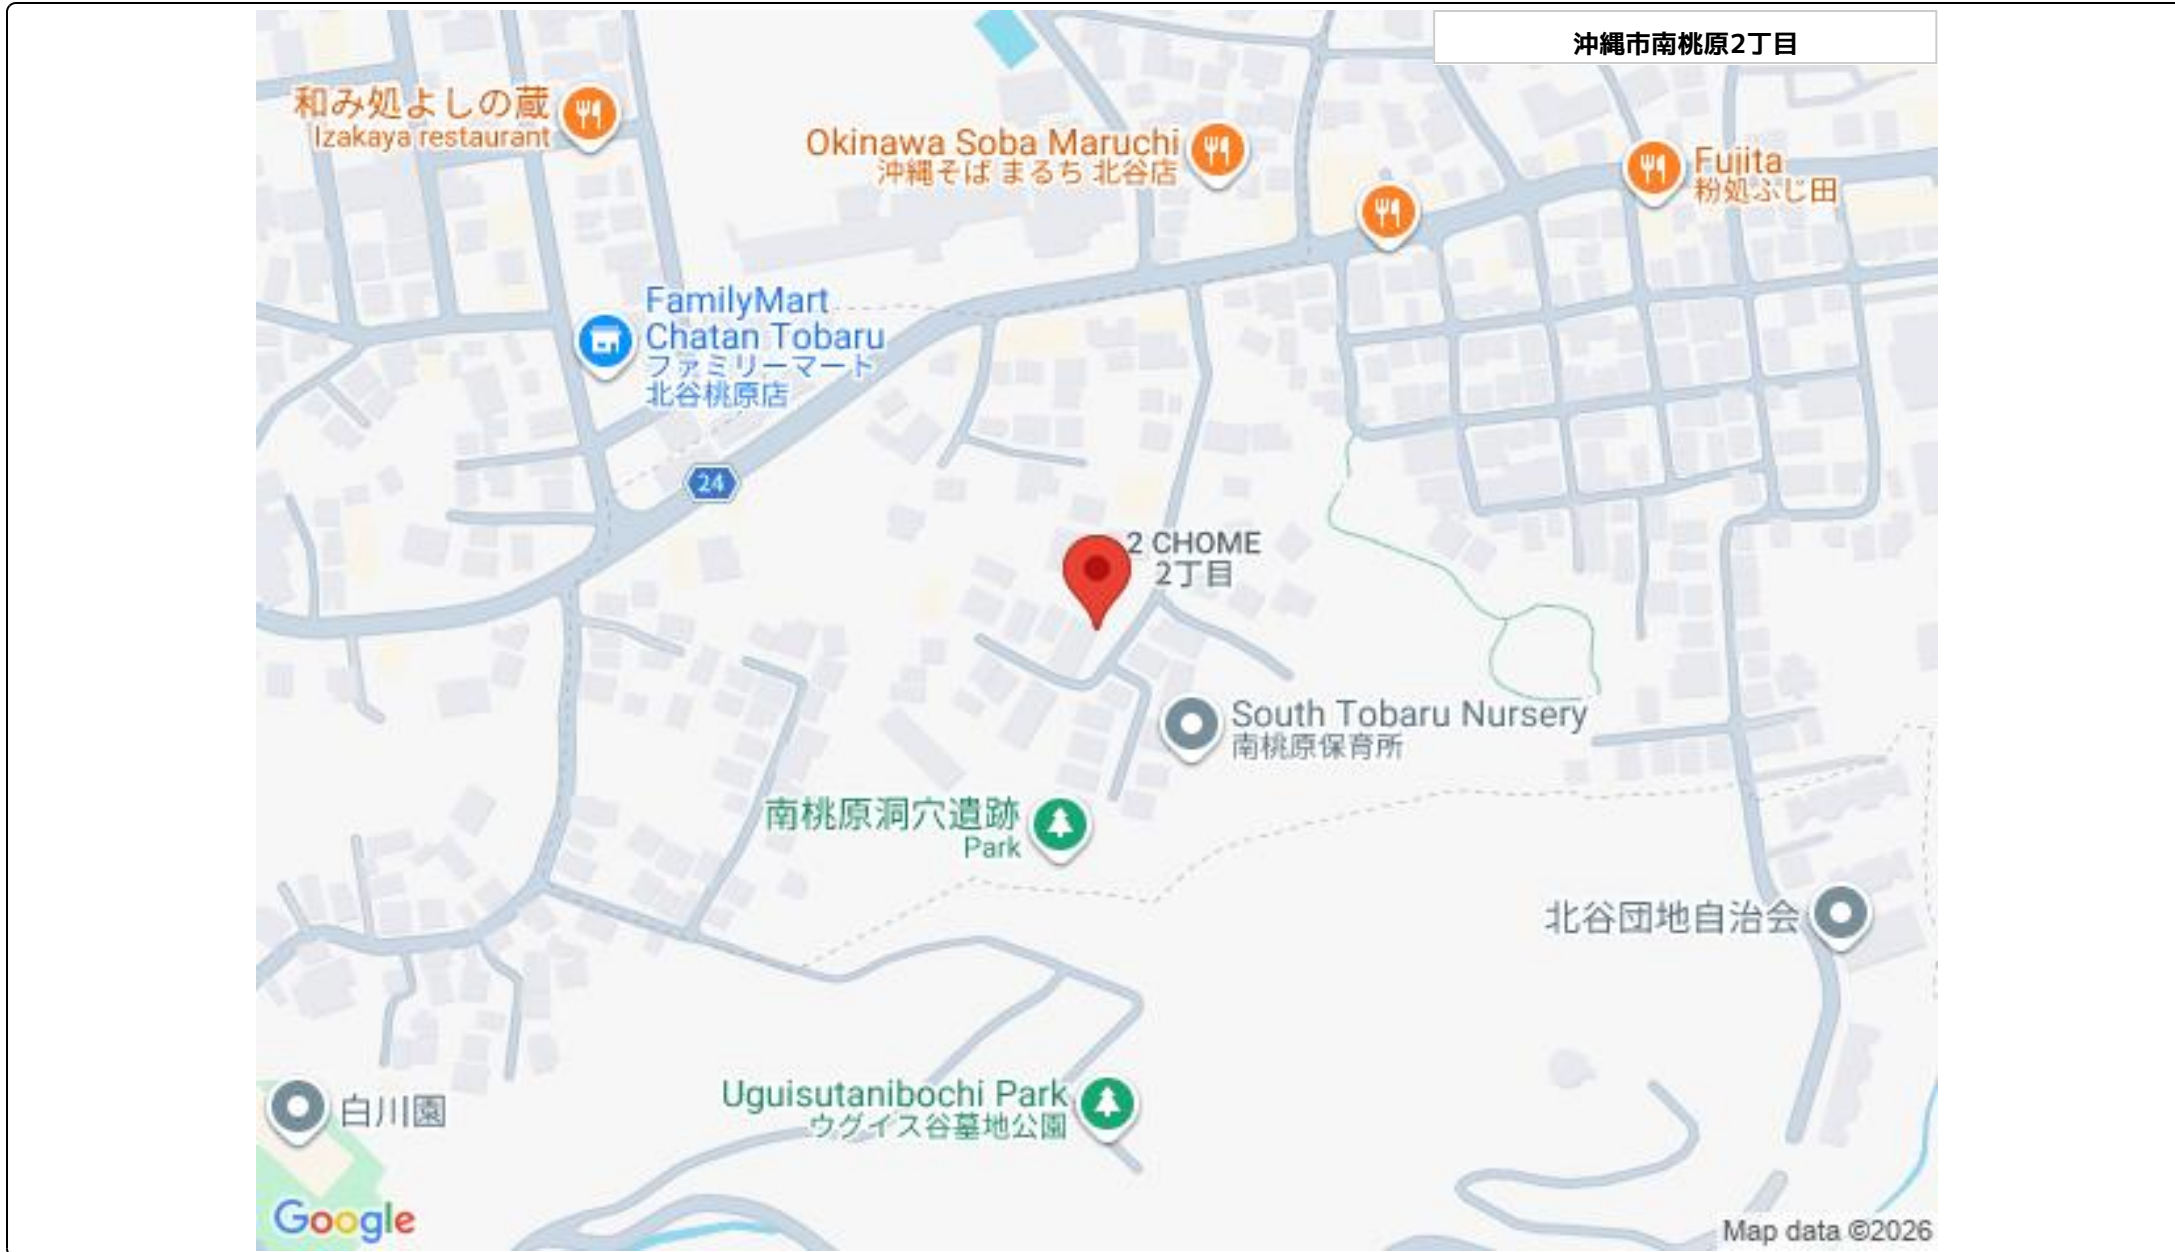 沖縄市南桃原2丁目
和み処よしの蔵
Izakaya restaurant
Okinawa Soba Maruchi
沖縄そば まるち 北谷店
Fujita
粉処ふじ田
FamilyMart
Chatan Tobaru
ファミリーマート
北谷桃原店
24
2 CHOME
2丁目
South Tobaru Nursery
南桃原保育所
南桃原洞穴遺跡
Park
北谷団地自治会
Uguisutanibochi Park
ウグイス谷墓地公園
白川園
Google
Map data ©2026